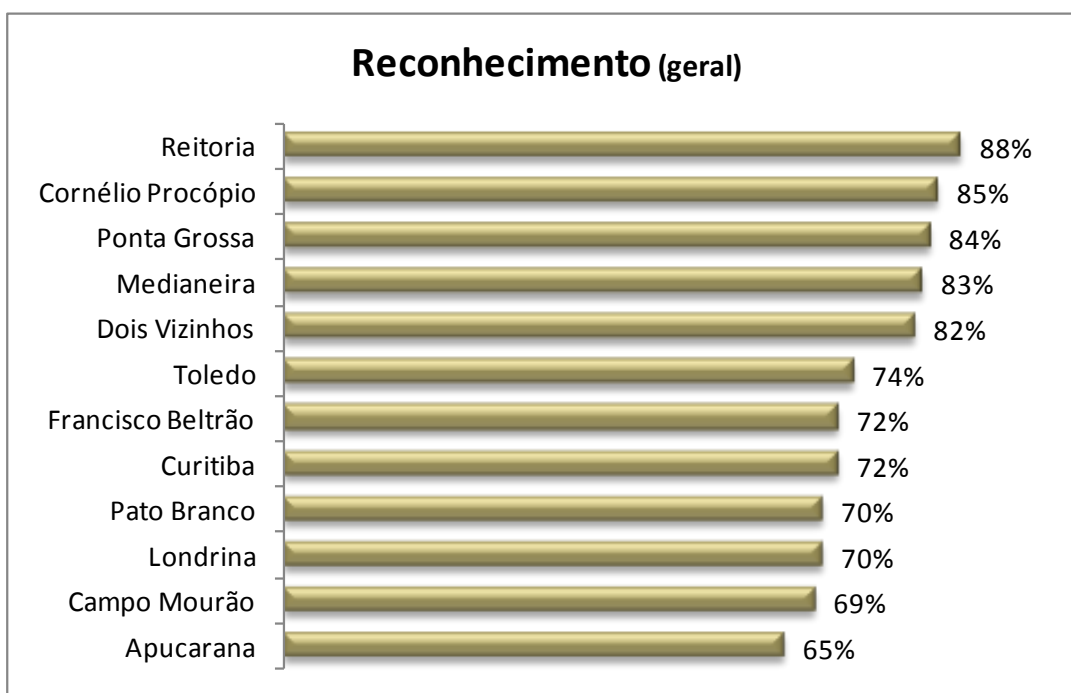 Reconhecimento (geral)
Reitoria 88%
Cornélio Procópio 85%
Ponta Grossa 84%
Medianeira 83%
Dois Vizinhos 82%
Toledo 74%
Francisco Beltrão 72%
Curitiba 72%
Pato Branco 70%
Londrina 70%
Campo Mourão 69%
Apucarana 65%